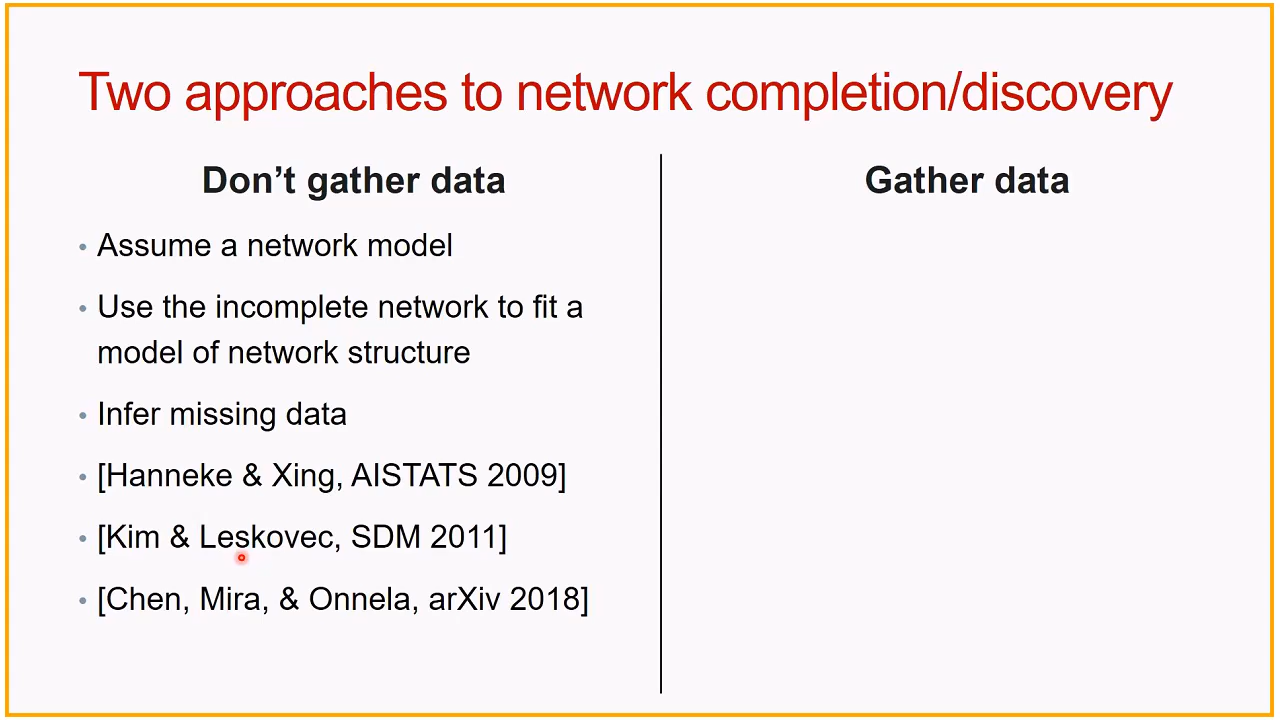 Two approaches to network completion/discovery
Don’t gather data
• Assume a network model
• Use the incomplete network to fit a
model of network structure
• Infer missing data
• [Hanneke & Xing, AISTATS 2009]
• [Kim & Leskovec, SDM 2011]
• [Chen, Mira, & Onnela, arXiv 2018]
Gather data